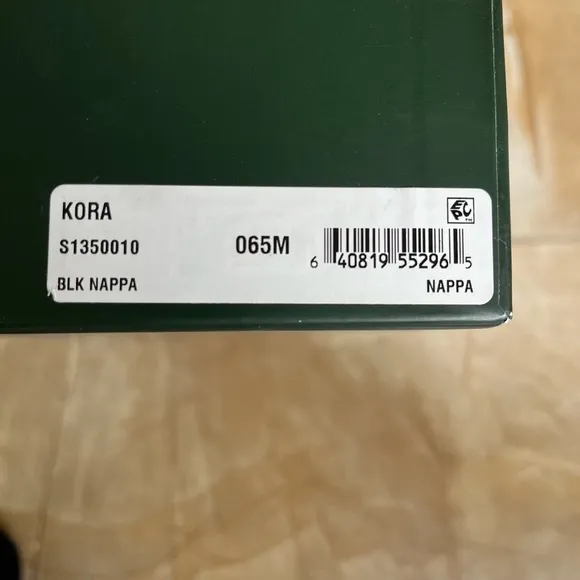 KORA
S1350010
065M
6 40819 55296 5
BLK NAPPA
NAPPA